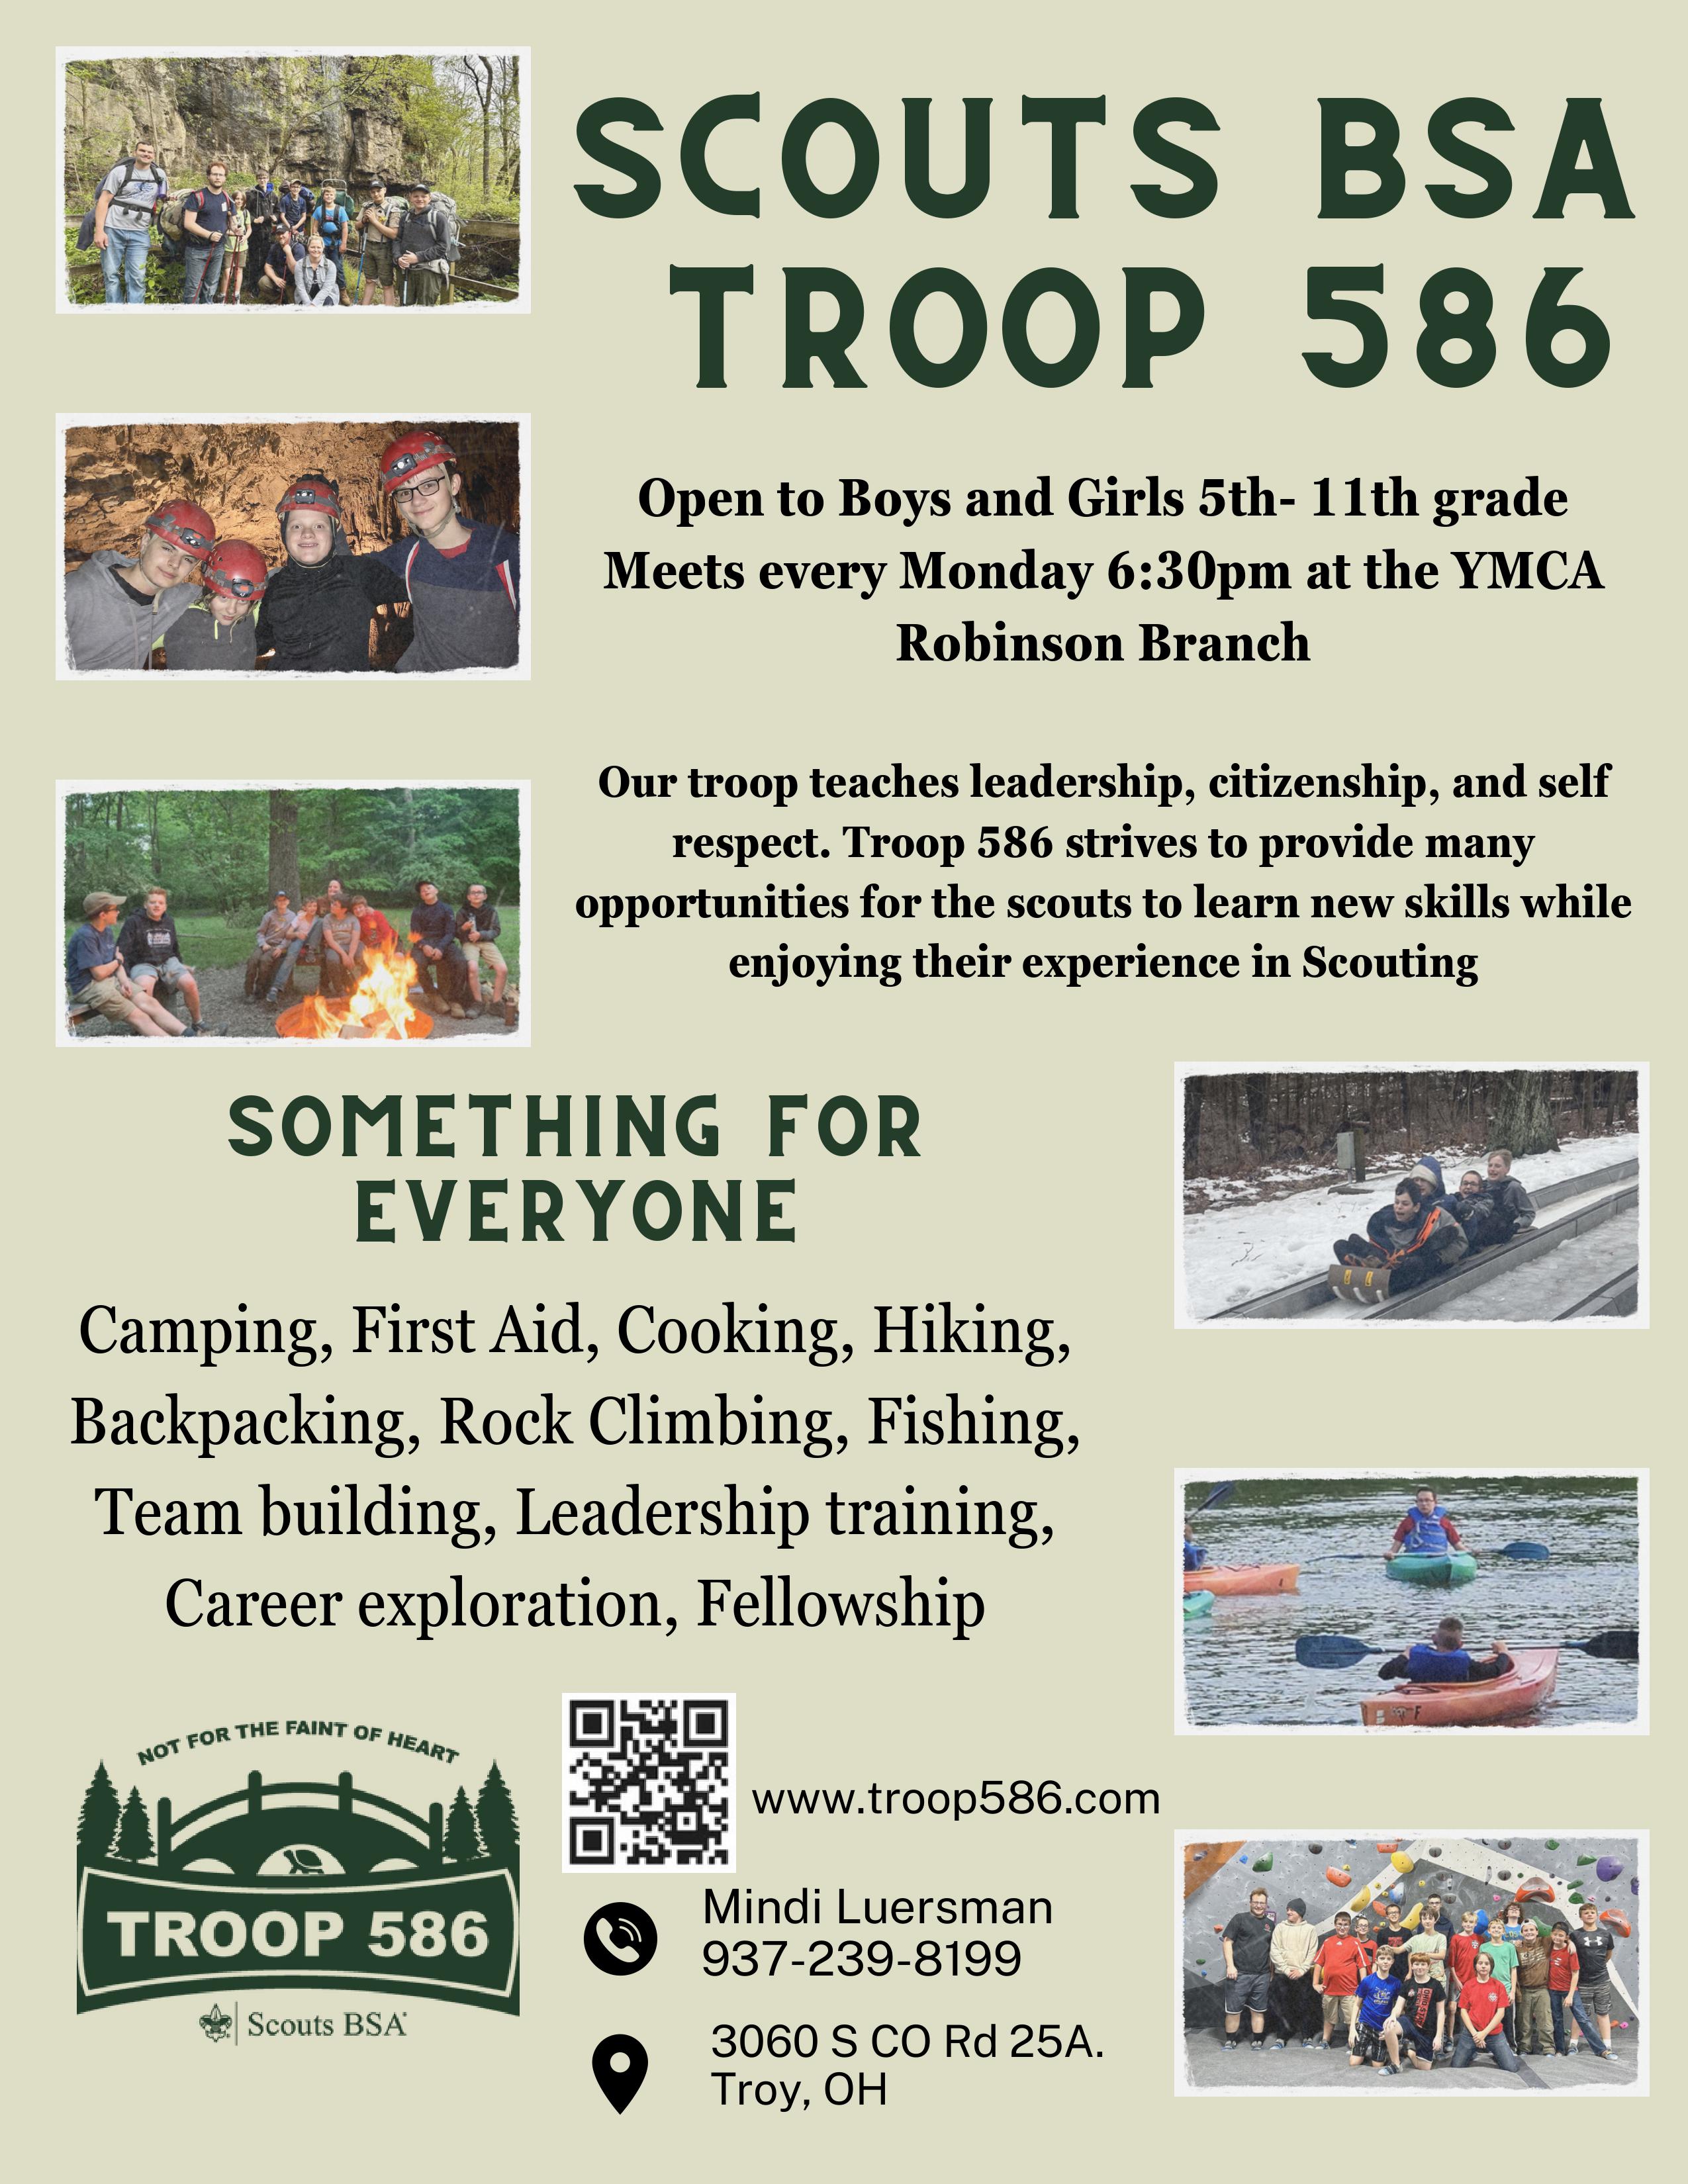 SCOUTS BSA
TROOP 586
Open to Boys and Girls 5th- 11th grade
Meets every Monday 6:30pm at the YMCA
Robinson Branch
Our troop teaches leadership, citizenship, and self
respect. Troop 586 strives to provide many
opportunities for the scouts to learn new skills while
enjoying their experience in Scouting
SOMETHING FOR
EVERYONE
Camping, First Aid, Cooking, Hiking,
Backpacking, Rock Climbing, Fishing,
Team building, Leadership training,
Career exploration, Fellowship
NOT FOR THE FAINT OF HEART
TROOP 586
Scouts BSA
www.troop586.com
Mindi Luersman
937-239-8199
3060 S CO Rd 25A.
Troy, OH